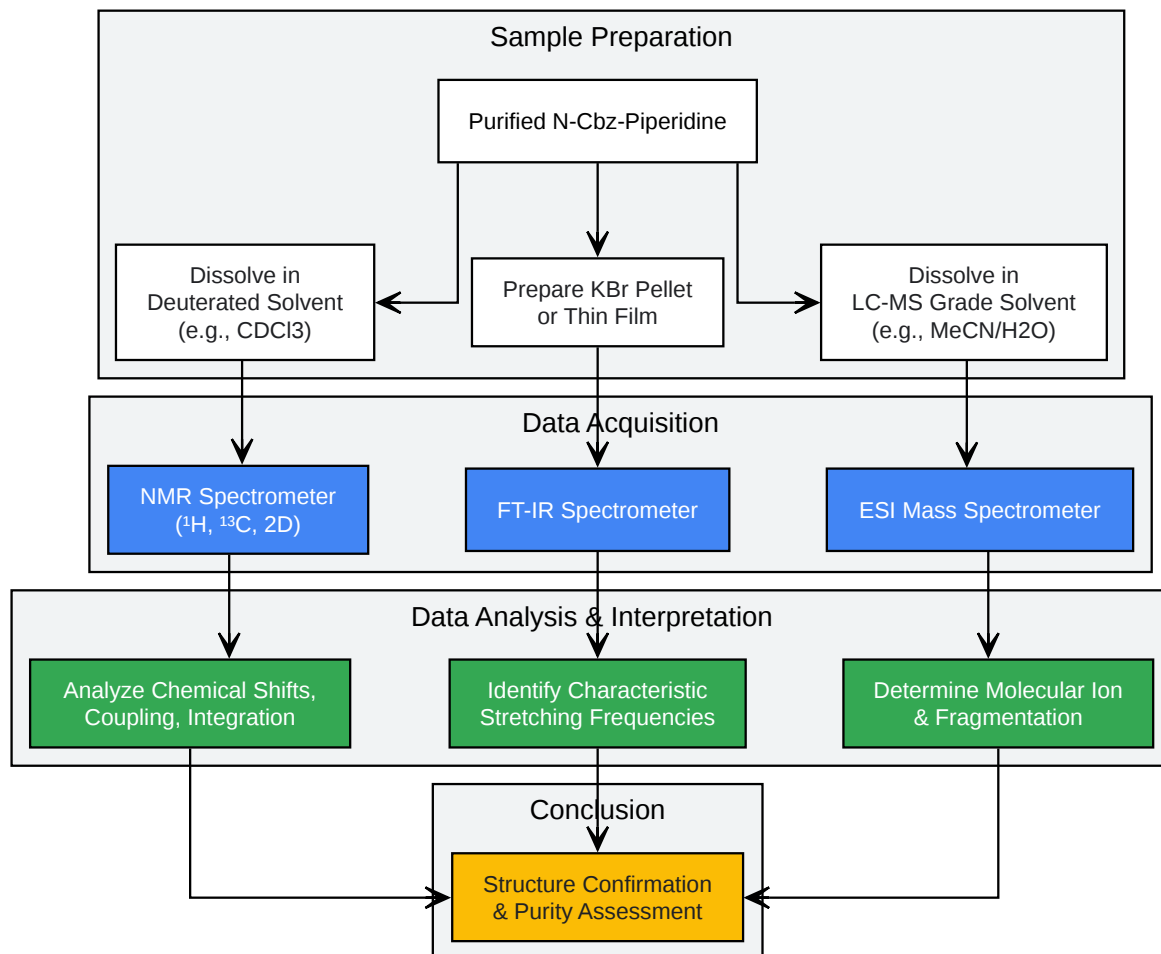 Sample Preparation
Purified N-Cbz-Piperidine
Dissolve in
Deuterated Solvent
(e.g., CDCl3)
Prepare KBr Pellet
or Thin Film
Dissolve in
LC-MS Grade Solvent
(e.g., MeCN/H2O)
Data Acquisition
NMR Spectrometer
(¹H, ¹³C, 2D)
FT-IR Spectrometer
ESI Mass Spectrometer
Data Analysis & Interpretation
Analyze Chemical Shifts,
Coupling, Integration
Identify Characteristic
Stretching Frequencies
Determine Molecular Ion
& Fragmentation
Conclusion
Structure Confirmation
& Purity Assessment